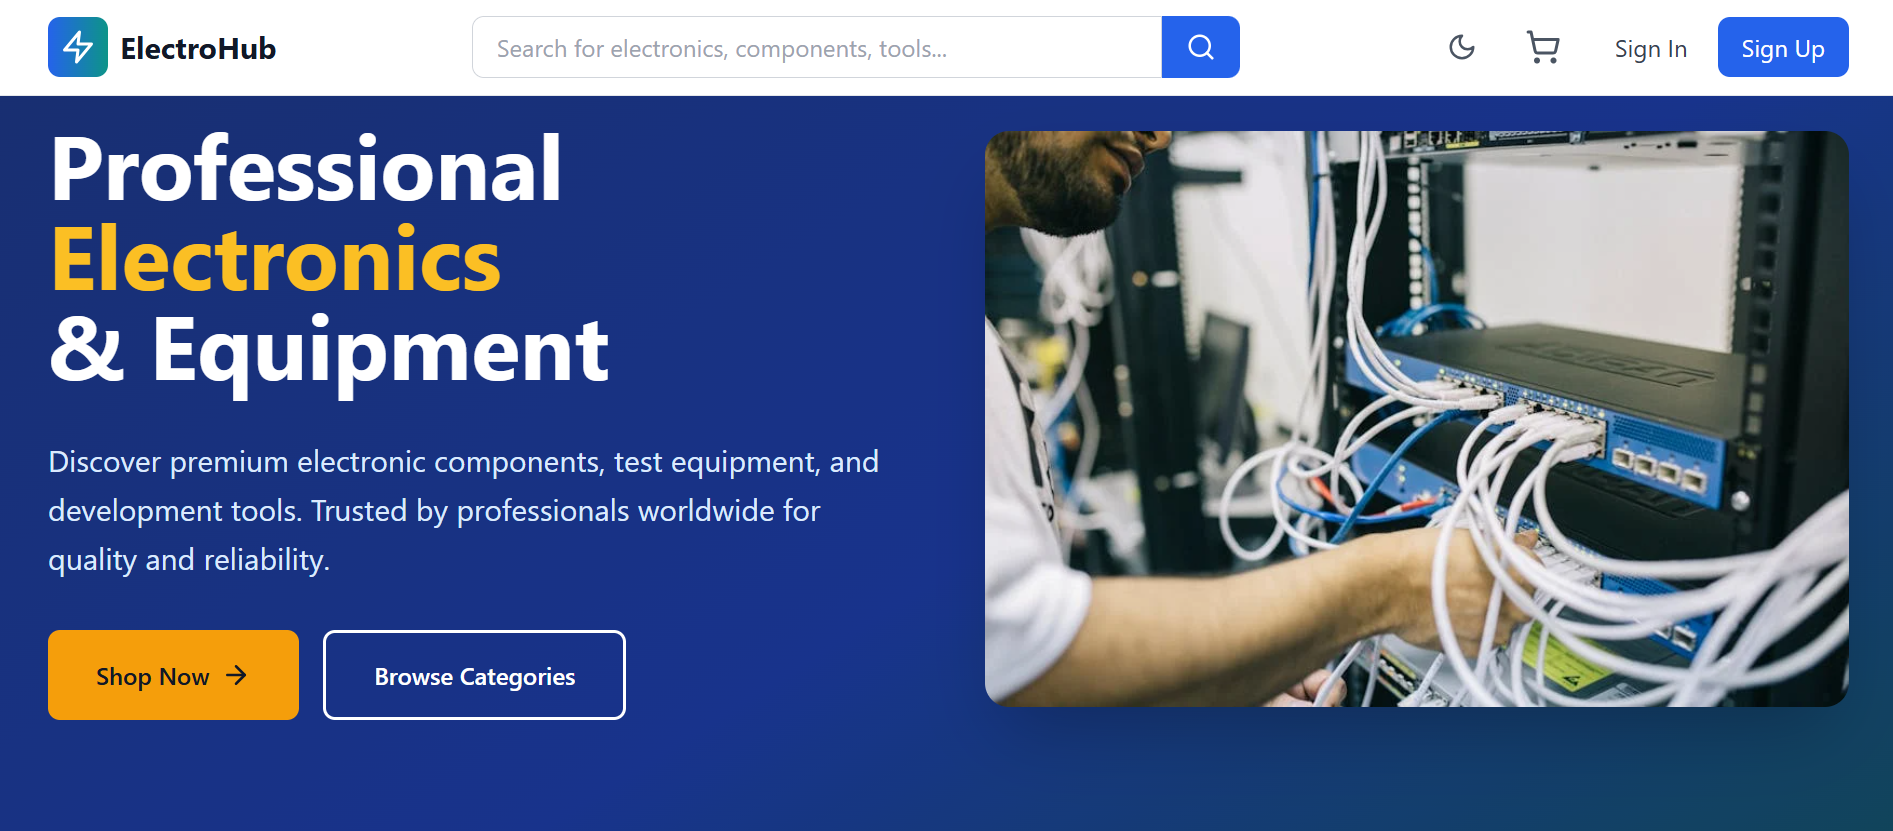 ElectroHub
Search for electronics, components, tools...
Sign In
Sign Up
Professional
Electronics
& Equipment
Discover premium electronic components, test equipment, and
development tools. Trusted by professionals worldwide for
quality and reliability.
Shop Now
Browse Categories